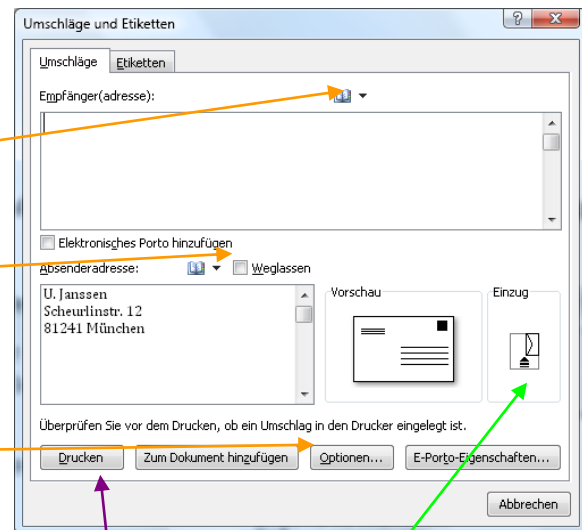 Umschläge und Etiketten
Umschläge Etiketten
Empfänger(adresse):
Elektronisches Porto hinzufügen
Absenderadresse: Weglassen
U. Janssen
Scheurlinstr. 12
81241 München
Vorschau
Einzug
Überprüfen Sie vor dem Drucken, ob ein Umschlag in den Drucker eingelegt ist.
Drucken Zum Dokument hinzufügen Optionen... E-Porto-Eigenschaften...
Abbrechen